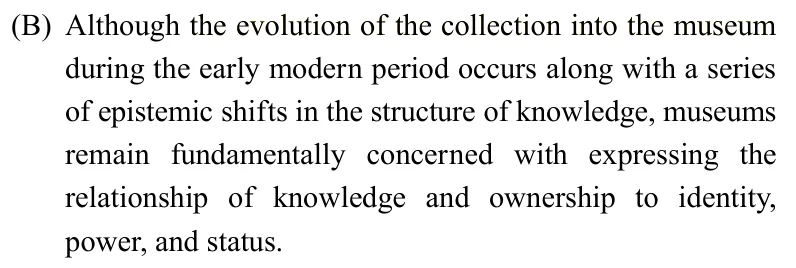 (B) Although the evolution of the collection into the museum
during the early modern period occurs along with a series
of epistemic shifts in the structure of knowledge, museums
remain fundamentally concerned with expressing the
relationship of knowledge and ownership to identity,
power, and status.